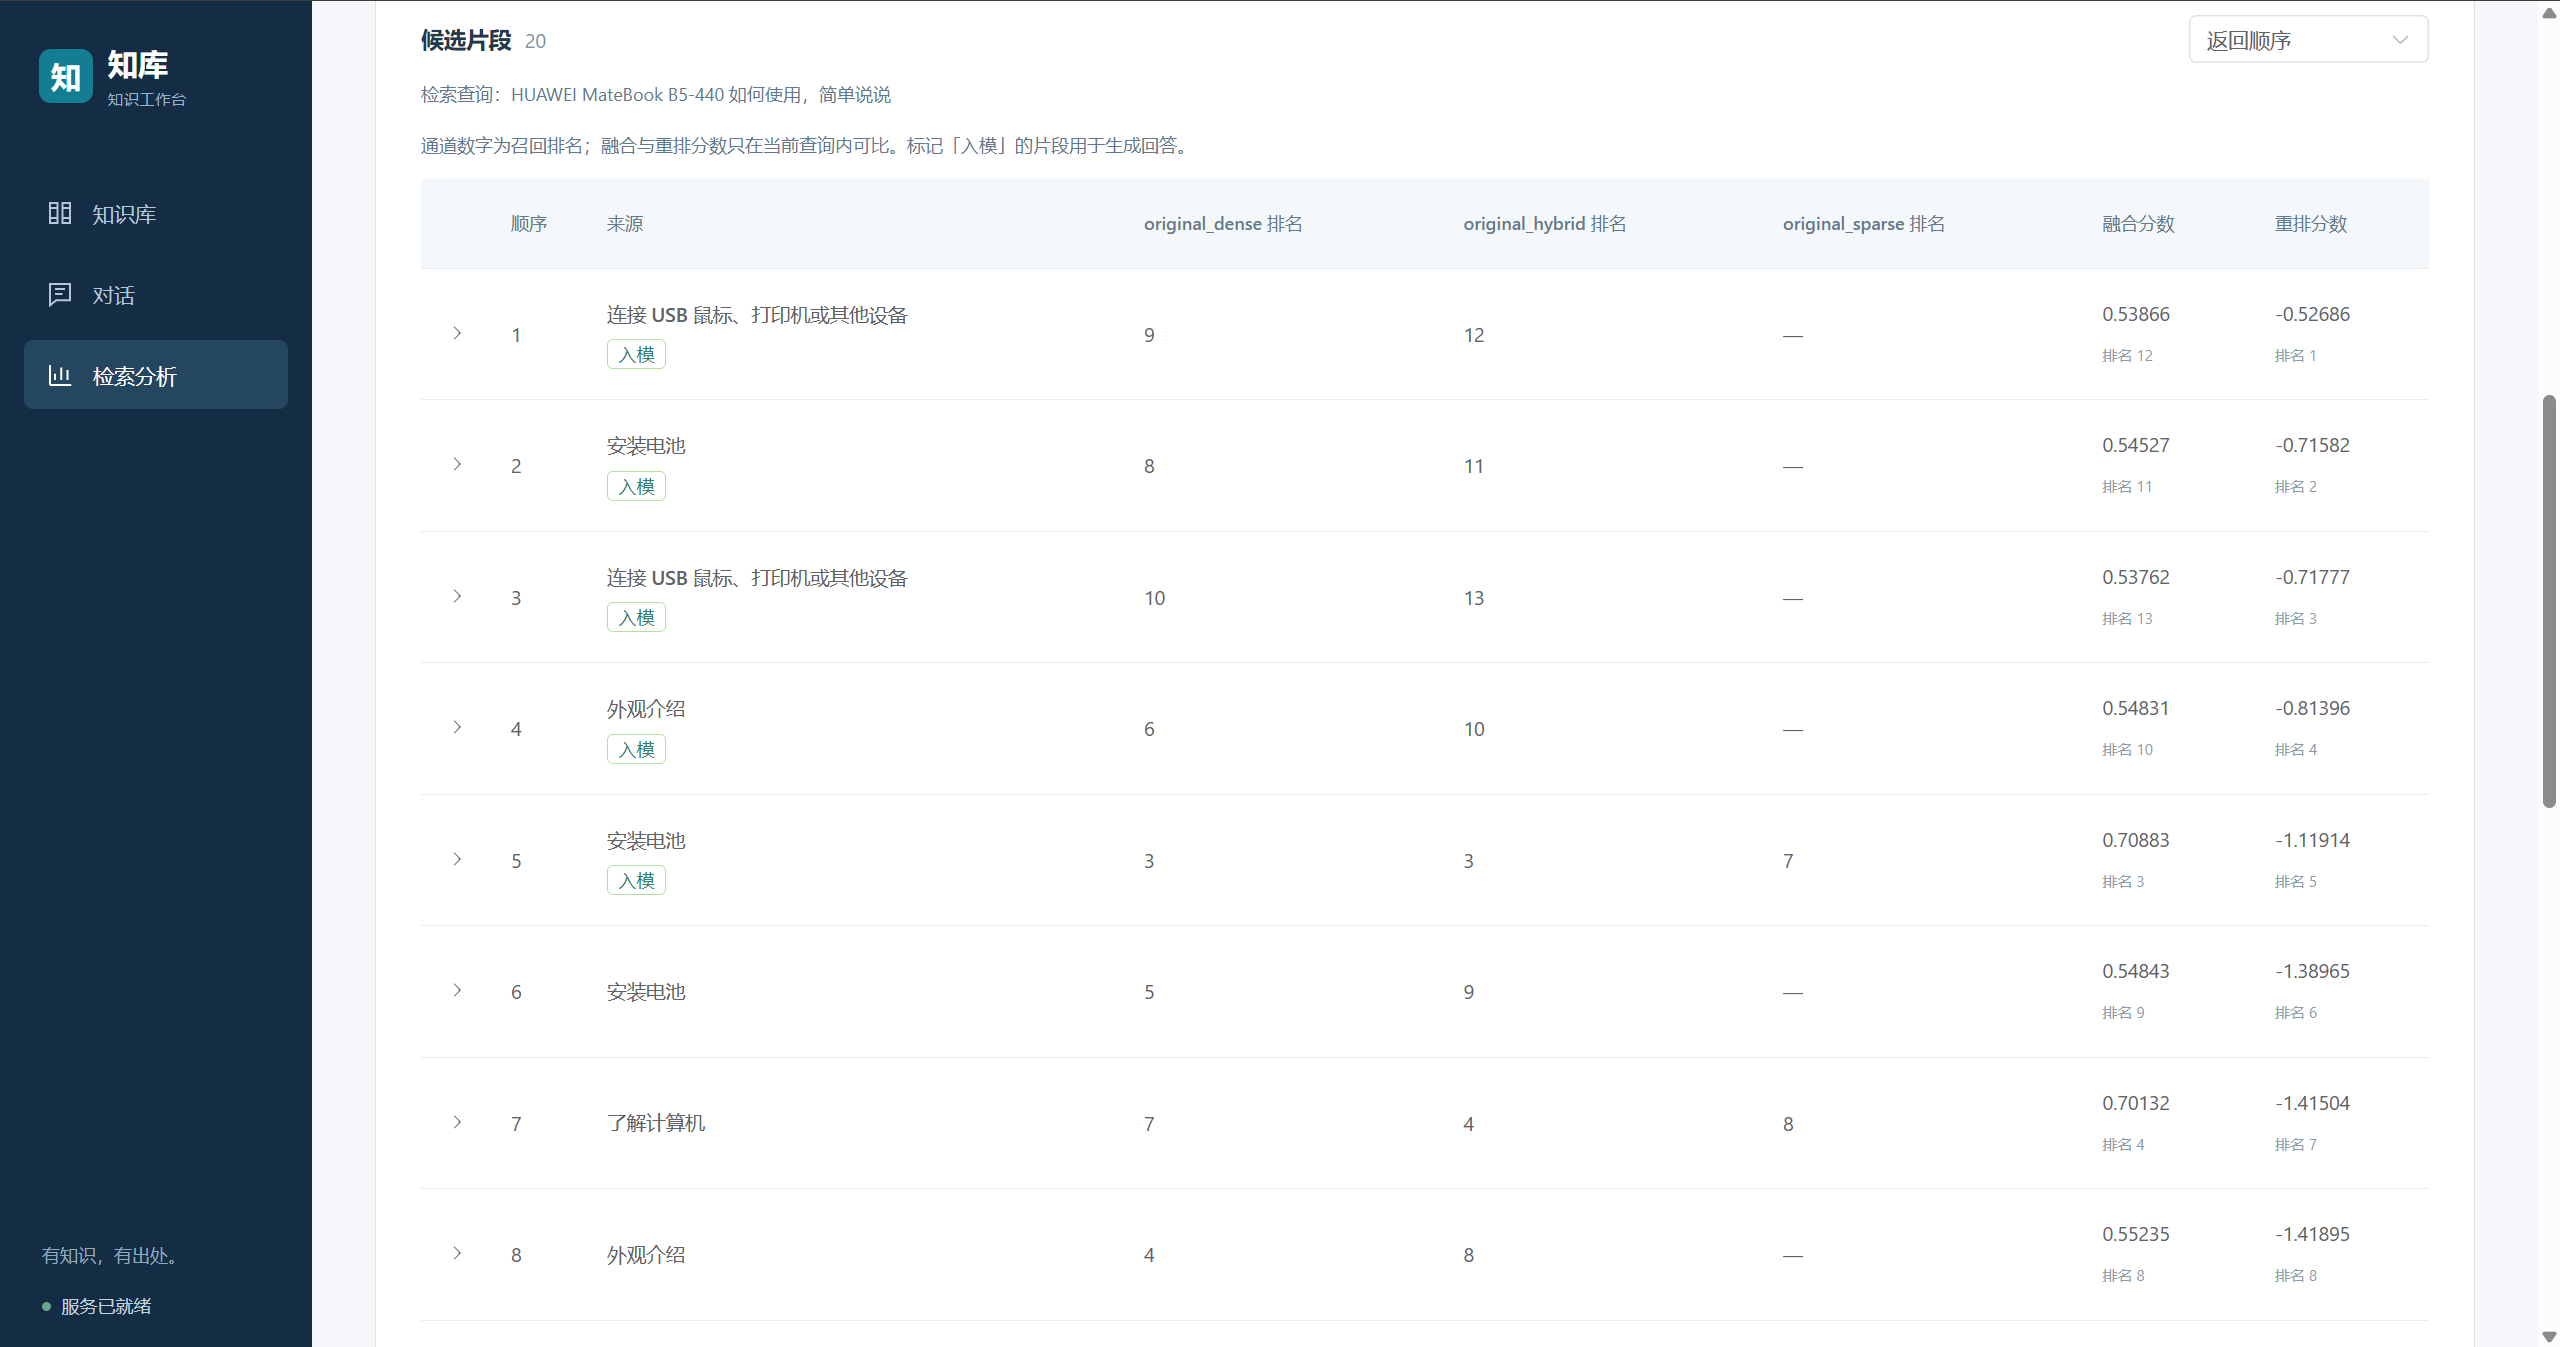 知
知库
知识工作台
知识库
对话
检索分析
有知识，有出处。
服务已就绪
候选片段 20
返回顺序
检索查询：HUAWEI MateBook B5-440 如何使用，简单说说
通道数字为召回排名；融合与重排分数只在当前查询内可比。标记「入模」的片段用于生成回答。
顺序 来源 original_dense 排名 original_hybrid 排名 original_sparse 排名 融合分数 重排分数
1 连接 USB 鼠标、打印机或其他设备 9 12 — 0.53866 -0.52686
入模 排名 12 排名 1
2 安装电池 8 11 — 0.54527 -0.71582
入模 排名 11 排名 2
3 连接 USB 鼠标、打印机或其他设备 10 13 — 0.53762 -0.71777
入模 排名 13 排名 3
4 外观介绍 6 10 — 0.54831 -0.81396
入模 排名 10 排名 4
5 安装电池 3 3 7 0.70883 -1.11914
入模 排名 3 排名 5
6 安装电池 5 9 — 0.54843 -1.38965
排名 9 排名 6
7 了解计算机 7 4 8 0.70132 -1.41504
排名 4 排名 7
8 外观介绍 4 8 — 0.55235 -1.41895
排名 8 排名 8